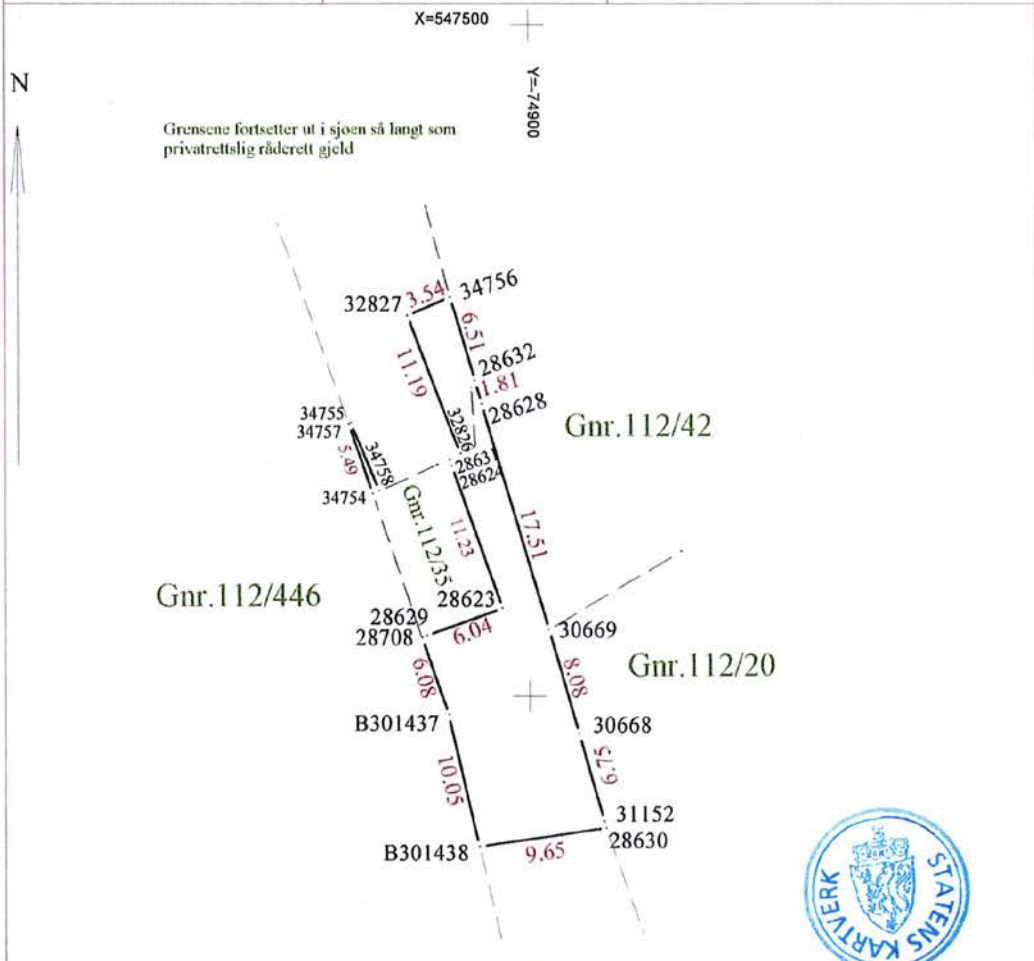 X=547500
Y=-74900
N
Grensene fortsetter ut i sjøen så langt som
privatrettslig råderett gjeld
32827
3.54
34756
6.51
11.19
28632
1.81
28628
34755
34757
32826
Gnr.112/42
5.49
34758
28631
28624
34754
Gnr.112/35
11.23
17.51
Gnr.112/446
28623
28629
28708
6.04
30669
Gnr.112/20
6.08
8.08
B301437
30668
10.05
6.75
31152
28630
B301438
9.65
STATENS KARTVERK